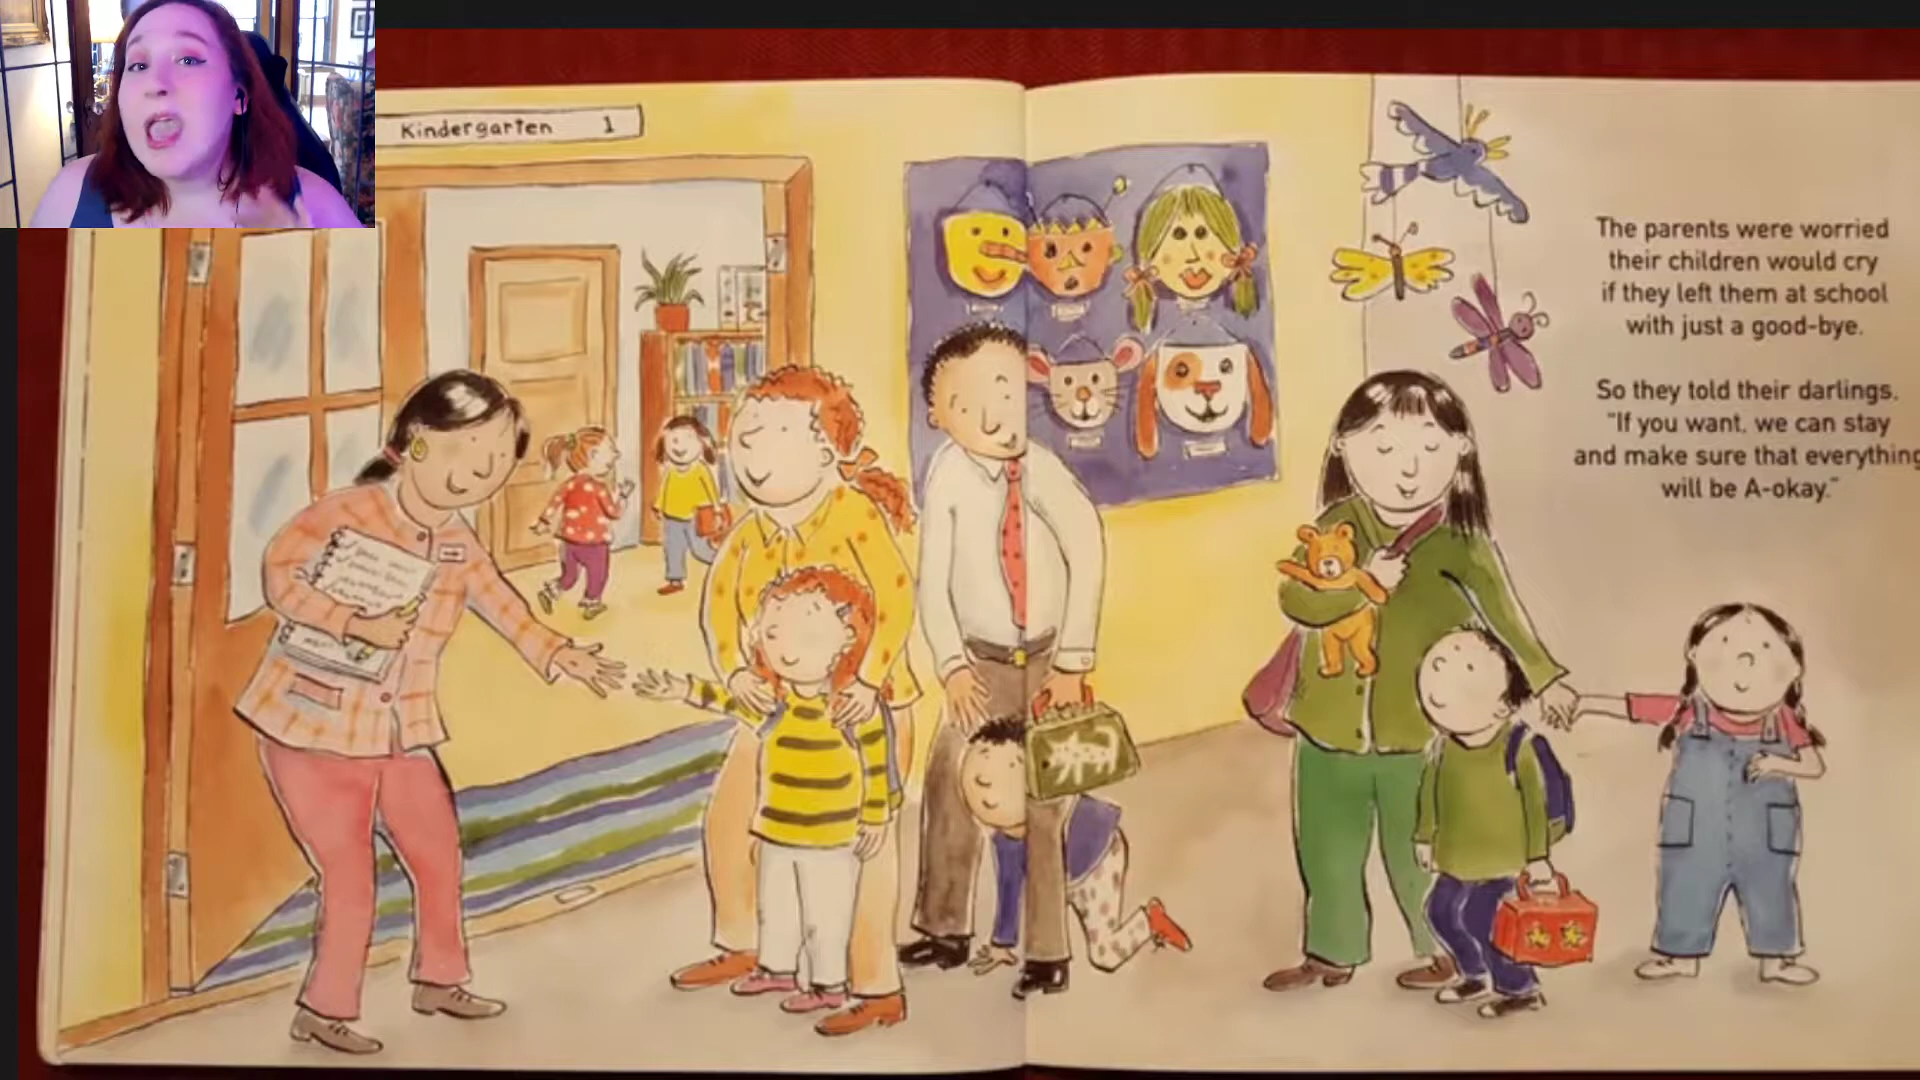 Kindergarten 1
The parents were worried
their children would cry
if they left them at school
with just a good-bye.
So they told their darlings,
"If you want, we can stay
and make sure that everything
will be A-okay."